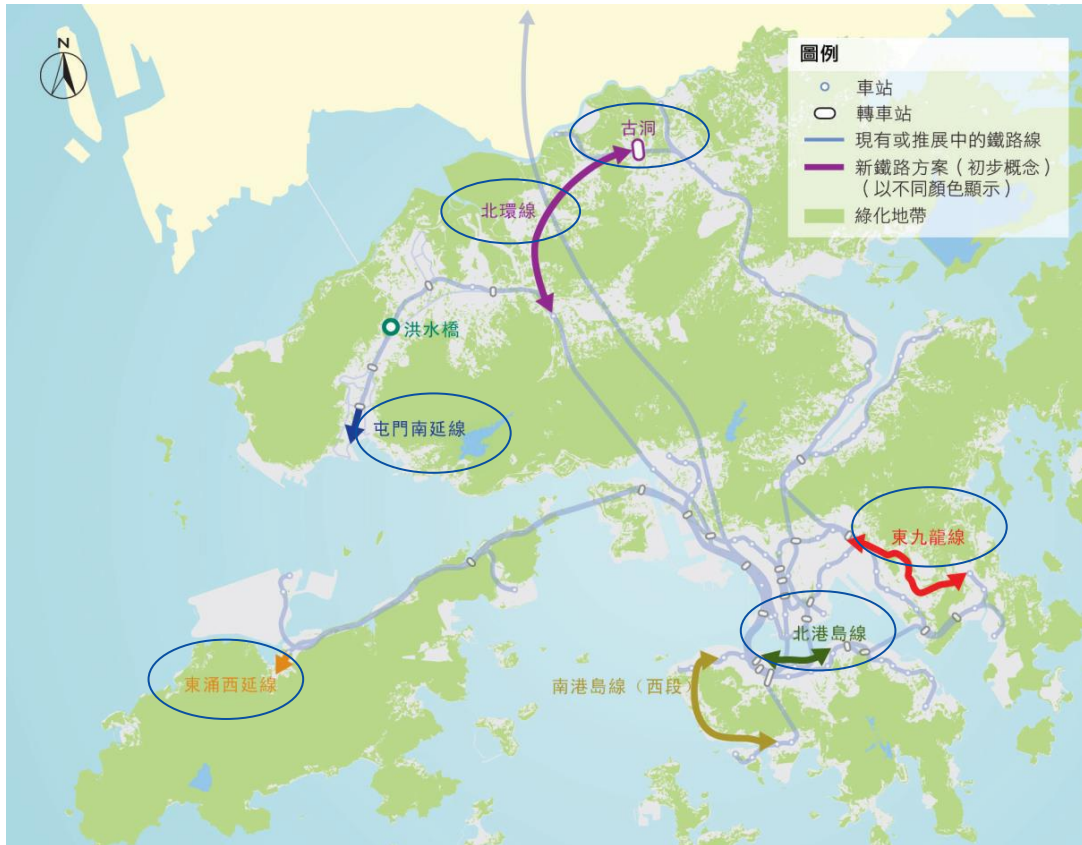 N
圖例
車站
轉車站
現有或推展中的鐵路線
新鐵路方案（初步概念）
（以不同顏色顯示）
綠化地帶
古洞
北環線
洪水橋
屯門南延線
東九龍線
北港島線
東涌西延線
南港島線（西段）